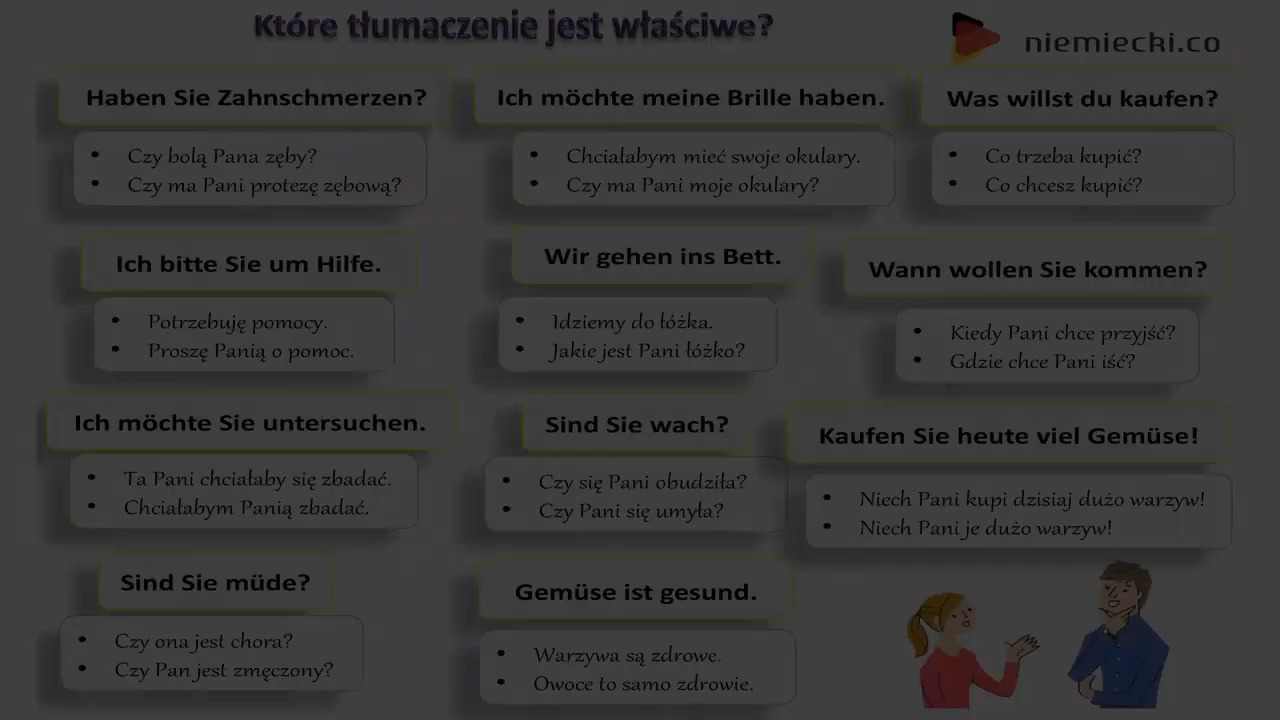 Które tłumaczenie jest właściwe?
niemiecki.co
Haben Sie Zahnschmerzen?
• Czy bolą Pana zęby?
• Czy ma Pani protezę zębową?
Ich möchte meine Brille haben.
• Chciałabym mieć swoje okulary.
• Czy ma Pani moje okulary?
Was willst du kaufen?
• Co trzeba kupić?
• Co chcesz kupić?
Ich bitte Sie um Hilfe.
• Potrzebuję pomocy.
• Proszę Panią o pomoc.
Wir gehen ins Bett.
• Idziemy do łóżka.
• Jakie jest Pani łóżko?
Wann wollen Sie kommen?
• Kiedy Pani chce przyjść?
• Gdzie chce Pani iść?
Ich möchte Sie untersuchen.
• Ta Pani chciałaby się zbadać.
• Chciałabym Panią zbadać.
Sind Sie wach?
• Czy się Pani obudziła?
• Czy Pani się umyła?
Kaufen Sie heute viel Gemüse!
• Niech Pani kupi dzisiaj dużo warzyw!
• Niech Pani je dużo warzyw!
Sind Sie müde?
• Czy ona jest chora?
• Czy Pan jest zmęczony?
Gemüse ist gesund.
• Warzywa są zdrowe.
• Owoce to samo zdrowie.